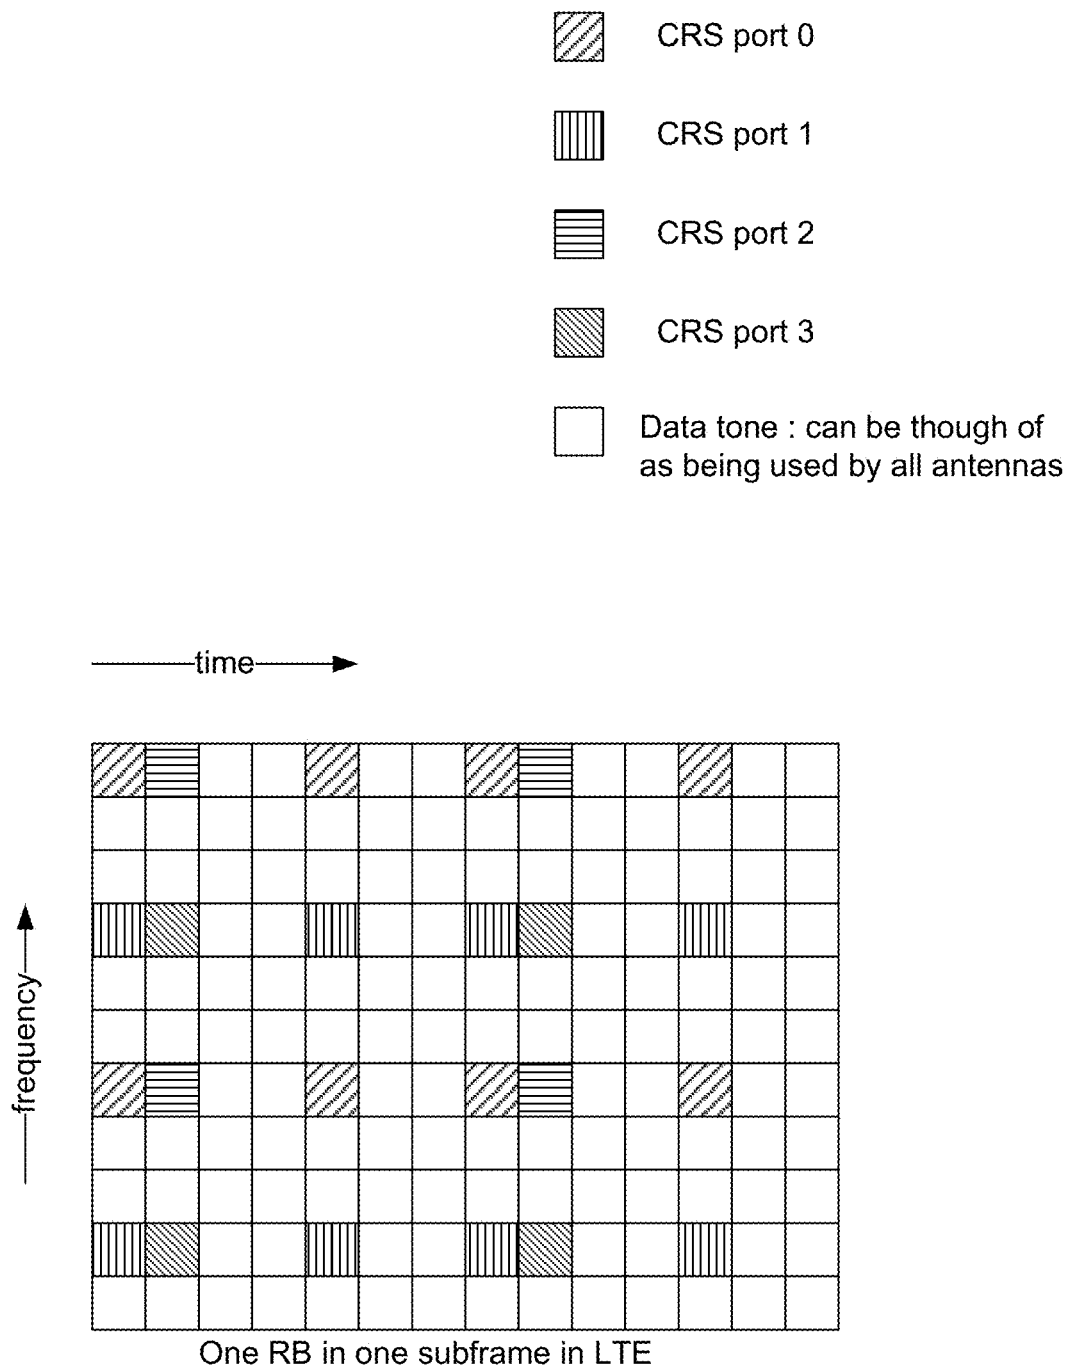 CRS port 0
CRS port 1
CRS port 2
CRS port 3
Data tone : can be though of
as being used by all antennas
time
frequency
One RB in one subframe in LTE